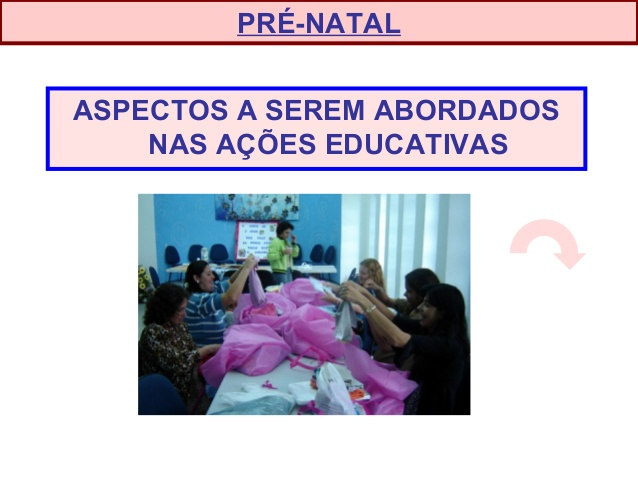 PRÉ-NATAL
ASPECTOS A SEREM ABORDADOS
NAS AÇÕES EDUCATIVAS